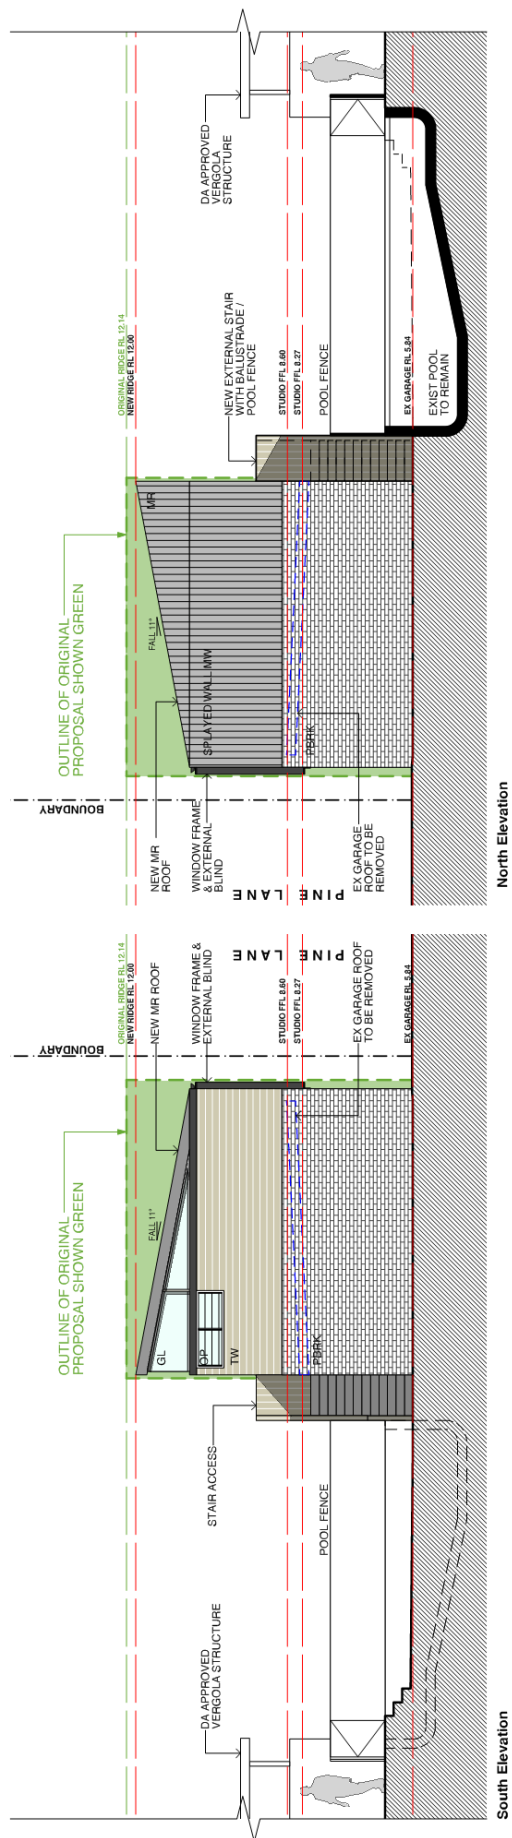 ORIGINAL RIDGE RL 12.14
NEW RIDGE RL 12.00
OUTLINE OF ORIGINAL
PROPOSAL SHOWN GREEN
BOUNDARY
NEW MR
ROOF
FALL 11°
MR
SPLAYED WALL MW
WINDOW FRAME
& EXTERNAL
BLIND
PINE LANE
EX GARAGE
ROOF TO BE
REMOVED
PBRK
NEW EXTERNAL STAIR
WITH BALUSTRADE /
POOL FENCE
STUDIO FFL 8.60
STUDIO FFL 8.27
POOL FENCE
DA APPROVED
VERGOLA
STRUCTURE
EX GARAGE RL 5.84
EXIST POOL
TO REMAIN
North Elevation
DA APPROVED
VERGOLA STRUCTURE
STAIR ACCESS
POOL FENCE
OUTLINE OF ORIGINAL
PROPOSAL SHOWN GREEN
FALL 11°
GL
OP
TW
PBRK
BOUNDARY
ORIGINAL RIDGE RL 12.14
NEW RIDGE RL 12.00
NEW MR ROOF
WINDOW FRAME &
EXTERNAL BLIND
PINE LANE
STUDIO FFL 8.60
STUDIO FFL 8.27
EX GARAGE ROOF
TO BE REMOVED
EX GARAGE RL 5.84
South Elevation